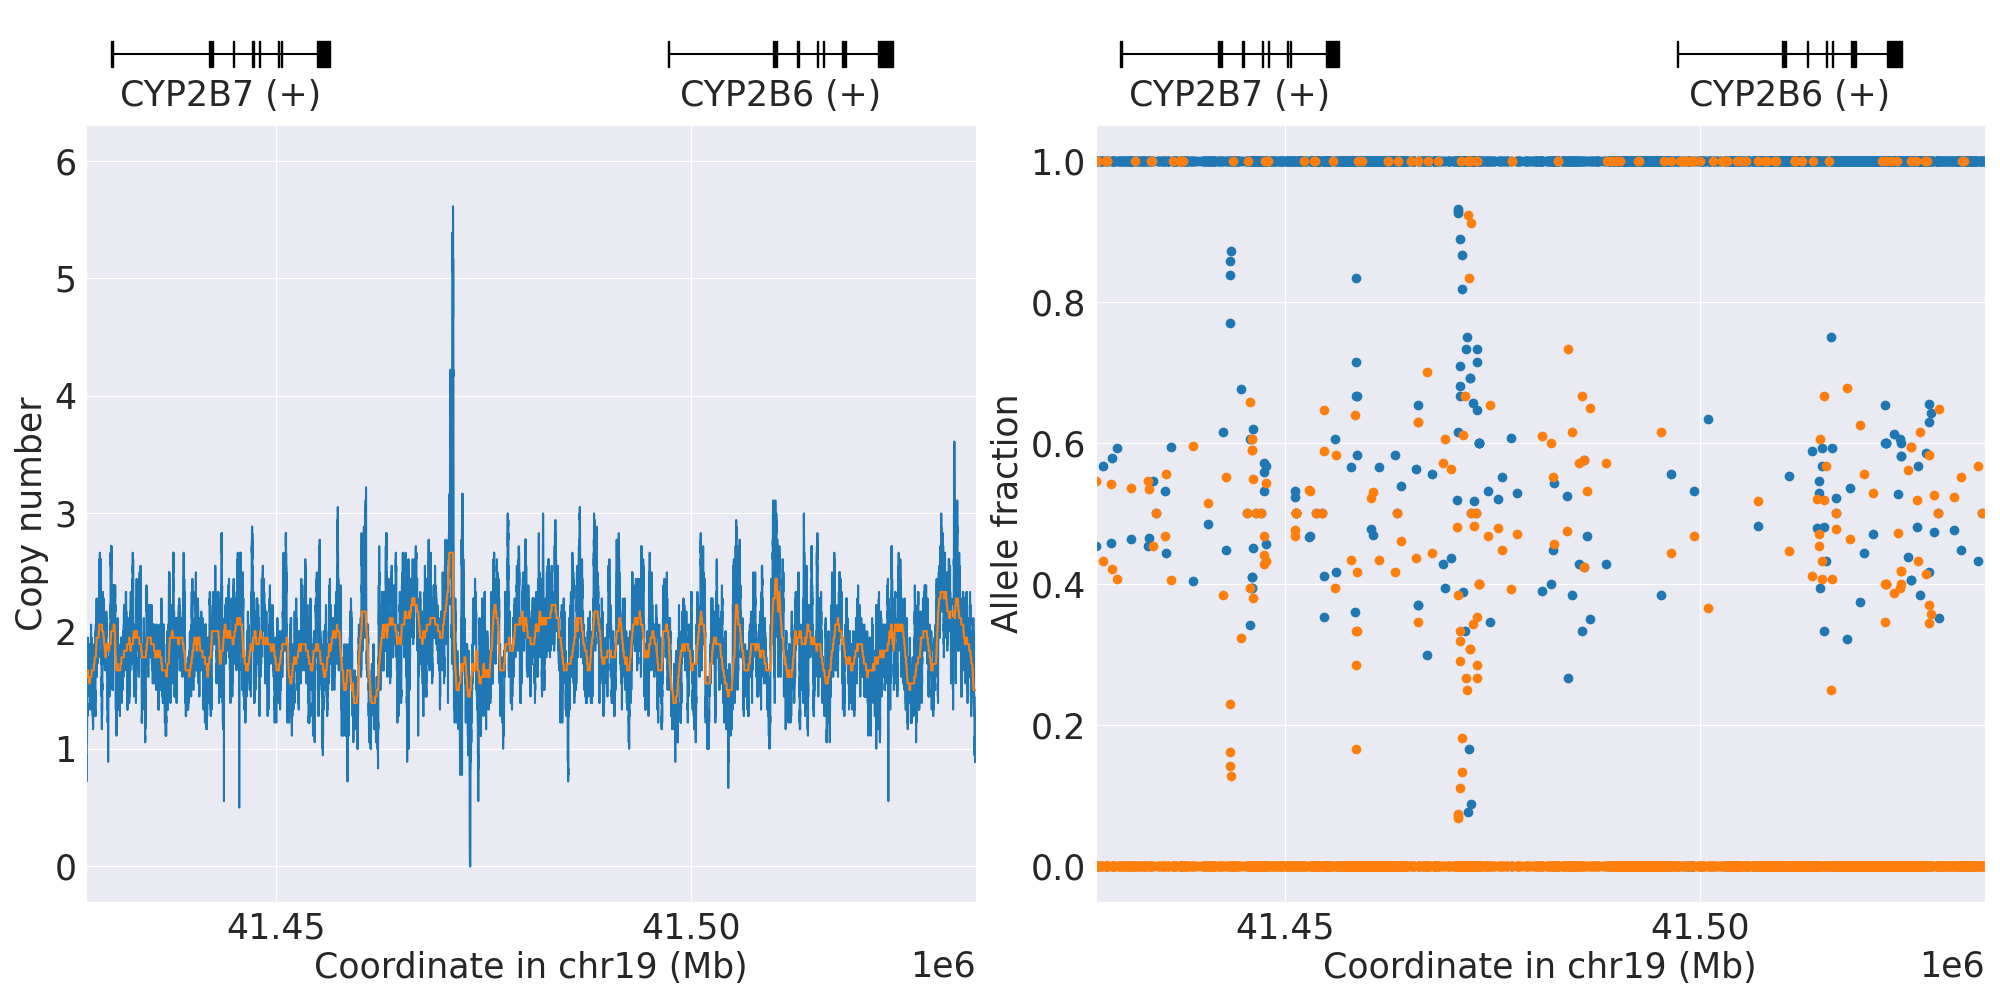 CYP2B7 (+)
CYP2B6 (+)
6
5
4
3
2
1
0
Copy number
41.45
41.50
Coordinate in chr19 (Mb)
1e6
CYP2B7 (+)
CYP2B6 (+)
1.0
0.8
0.6
0.4
0.2
0.0
Allele fraction
41.45
41.50
Coordinate in chr19 (Mb)
1e6